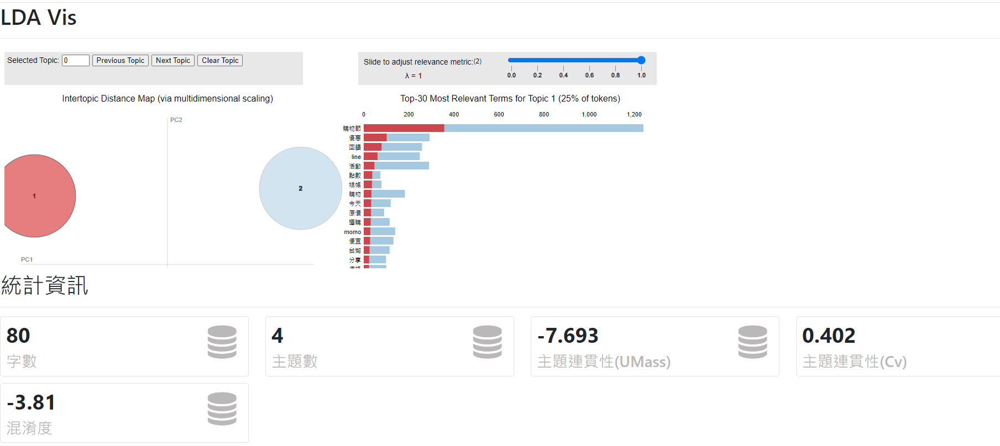 LDA Vis
Selected Topic: 0 Previous Topic Next Topic Clear Topic
Slide to adjust relevance metric:(2)
λ = 1
0.0 0.2 0.4 0.6 0.8 1.0
Intertopic Distance Map (via multidimensional scaling)
PC2
1
2
PC1
Top-30 Most Relevant Terms for Topic 1 (25% of tokens)
0 200 400 600 800 1,000 1,200
購物節
優惠
回饋
line
活動
點數
結帳
購物
今天
原價
導購
momo
便宜
台幣
分享
統計資訊
80
字數
4
主題數
-7.693
主題連貫性(UMass)
0.402
主題連貫性(Cv)
-3.81
混淆度